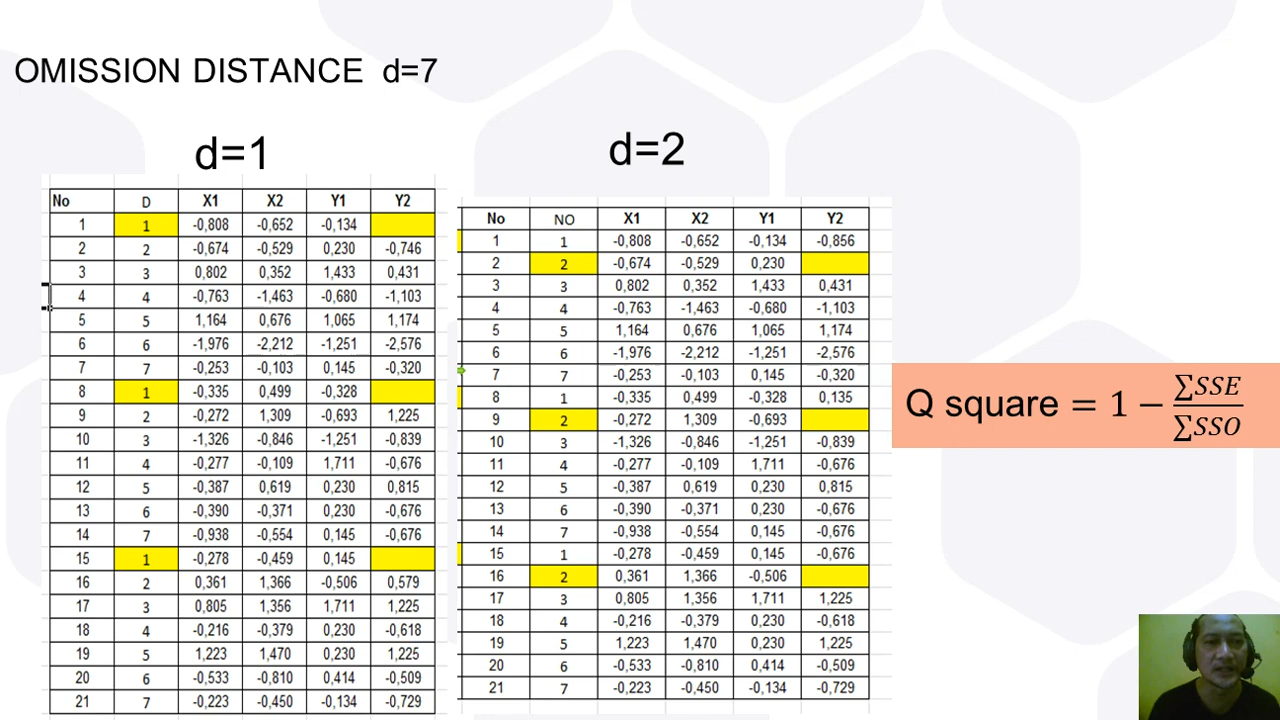 OMISSION DISTANCE d=7
d=1
No D X1 X2 Y1 Y2
1 1 -0,808 -0,652 -0,134
2 2 -0,674 -0,529 0,230 -0,746
3 3 0,802 0,352 1,433 0,431
4 4 -0,763 -1,463 -0,680 -1,103
5 5 1,164 0,676 1,065 1,174
6 6 -1,976 -2,212 -1,251 -2,576
7 7 -0,253 -0,103 0,145 -0,320
8 1 -0,335 0,499 -0,328
9 2 -0,272 1,309 -0,693 1,225
10 3 -1,326 -0,846 -1,251 -0,839
11 4 -0,277 -0,109 1,711 -0,676
12 5 -0,387 0,619 0,230 0,815
13 6 -0,390 -0,371 0,230 -0,676
14 7 -0,938 -0,554 0,145 -0,676
15 1 -0,278 -0,459 0,145
16 2 0,361 1,366 -0,506 0,579
17 3 0,805 1,356 1,711 1,225
18 4 -0,216 -0,379 0,230 -0,618
19 5 1,223 1,470 0,230 1,225
20 6 -0,533 -0,810 0,414 -0,509
21 7 -0,223 -0,450 -0,134 -0,729
d=2
No NO X1 X2 Y1 Y2
1 1 -0,808 -0,652 -0,134 -0,856
2 2 -0,674 -0,529 0,230
3 3 0,802 0,352 1,433 0,431
4 4 -0,763 -1,463 -0,680 -1,103
5 5 1,164 0,676 1,065 1,174
6 6 -1,976 -2,212 -1,251 -2,576
7 7 -0,253 -0,103 0,145 -0,320
8 1 -0,335 0,499 -0,328 0,135
9 2 -0,272 1,309 -0,693
10 3 -1,326 -0,846 -1,251 -0,839
11 4 -0,277 -0,109 1,711 -0,676
12 5 -0,387 0,619 0,230 0,815
13 6 -0,390 -0,371 0,230 -0,676
14 7 -0,938 -0,554 0,145 -0,676
15 1 -0,278 -0,459 0,145 -0,676
16 2 0,361 1,366 -0,506
17 3 0,805 1,356 1,711 1,225
18 4 -0,216 -0,379 0,230 -0,618
19 5 1,223 1,470 0,230 1,225
20 6 -0,533 -0,810 0,414 -0,509
21 7 -0,223 -0,450 -0,134 -0,729
Q square = 1 − ∑SSE / ∑SSO